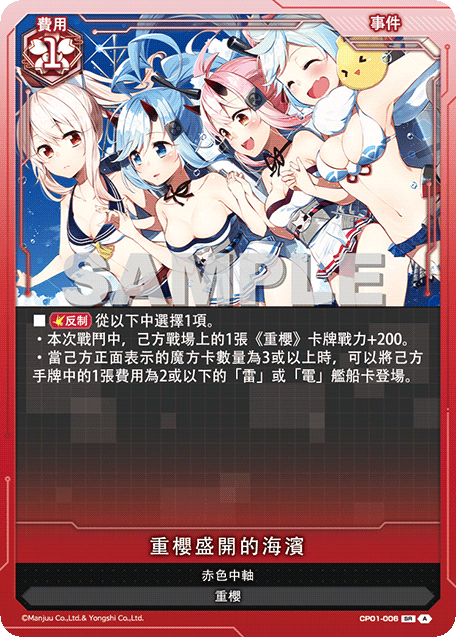 費用
事件
1
SAMPLE
■ 反制 從以下中選擇1項。
・本次戰鬥中，己方戰場上的1張《重櫻》卡牌戰力+200。
・當己方正面表示的魔方卡數量為3或以上時，可以將己方
手牌中的1張費用為2或以下的「雷」或「電」艦船卡登場。
重櫻盛開的海濱
赤色中軸
重櫻
©Manjuu Co.,Ltd.& Yongshi Co.,Ltd.
CP01-006 SR A